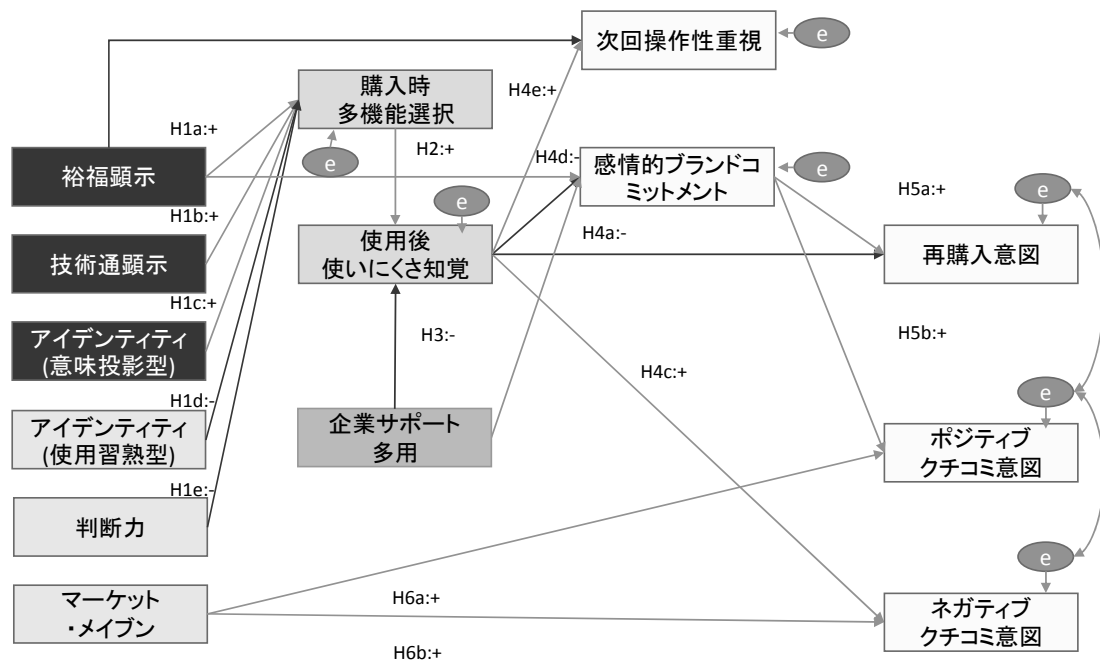 次回操作性重視
e
購入時
多機能選択
H4e:+
H1a:+
e
H2:+
H4d:-
感情的ブランドコ
ミットメント
e
裕福顕示
e
H5a:+
e
H1b:+
使用後
使いにくさ知覚
H4a:-
再購入意図
技術通顕示
H1c:+
アイデンティティ
(意味投影型)
H3:-
H4c:+
H5b:+
e
H1d:-
アイデンティティ
(使用習熟型)
企業サポート
多用
ポジティブ
クチコミ意図
H1e:-
判断力
e
マーケット
・メイブン
H6a:+
ネガティブ
クチコミ意図
H6b:+